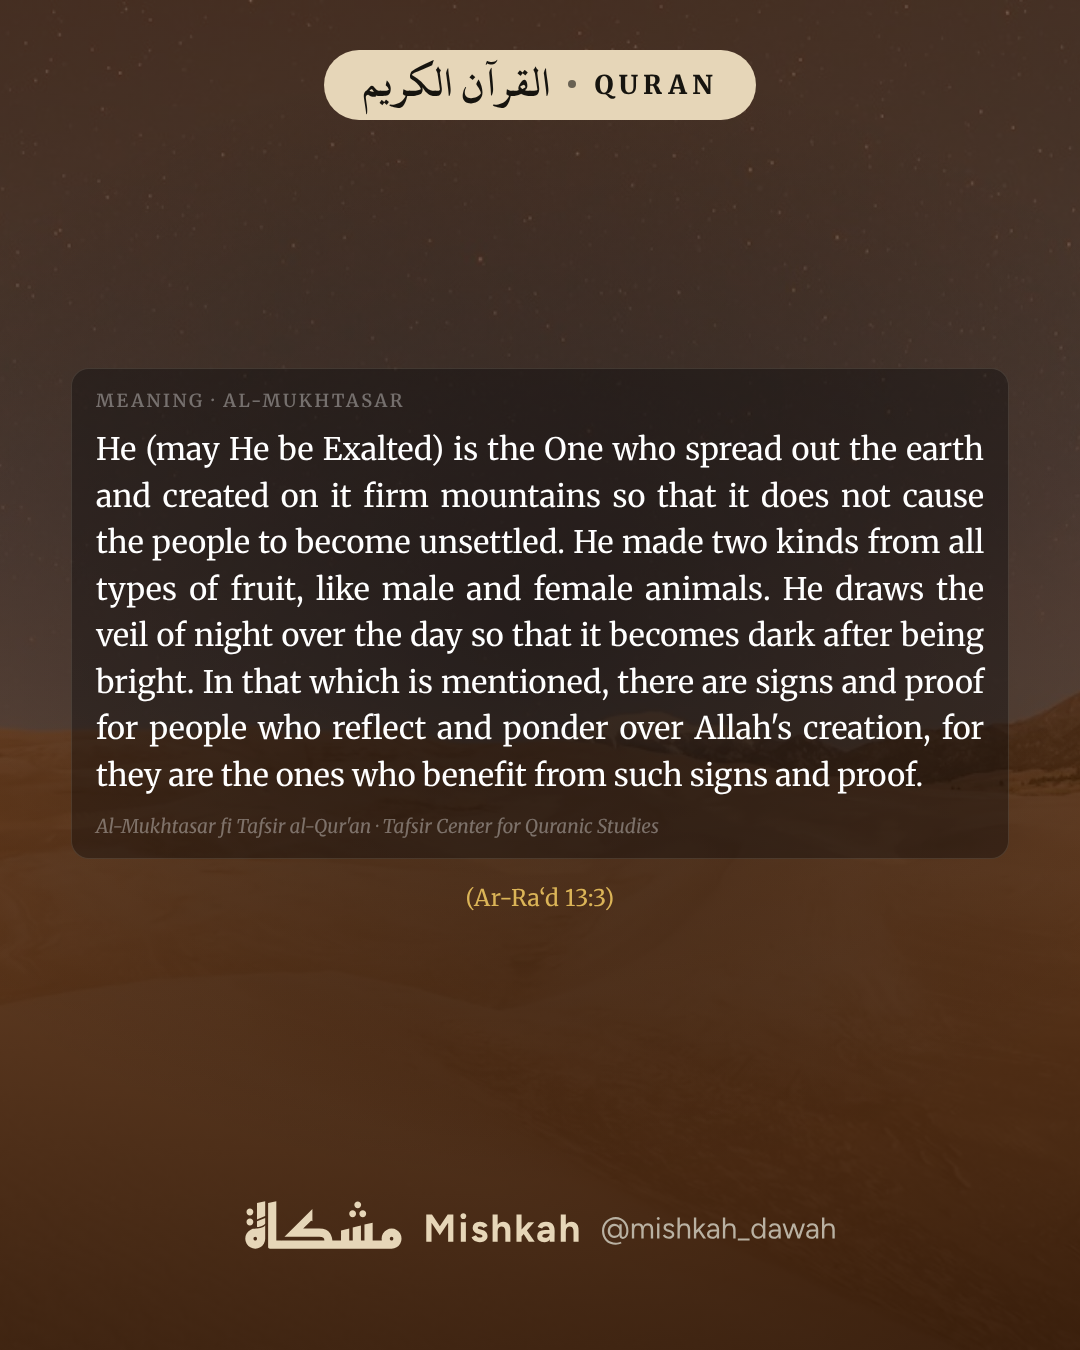 القرآن الكريم • QURAN
MEANING · AL-MUKHTASAR
He (may He be Exalted) is the One who spread out the earth
and created on it firm mountains so that it does not cause
the people to become unsettled. He made two kinds from all
types of fruit, like male and female animals. He draws the
veil of night over the day so that it becomes dark after being
bright. In that which is mentioned, there are signs and proof
for people who reflect and ponder over Allah's creation, for
they are the ones who benefit from such signs and proof.
Al-Mukhtasar fi Tafsir al-Qur'an · Tafsir Center for Quranic Studies
(Ar-Ra‘d 13:3)
مشكاة Mishkah @mishkah_dawah